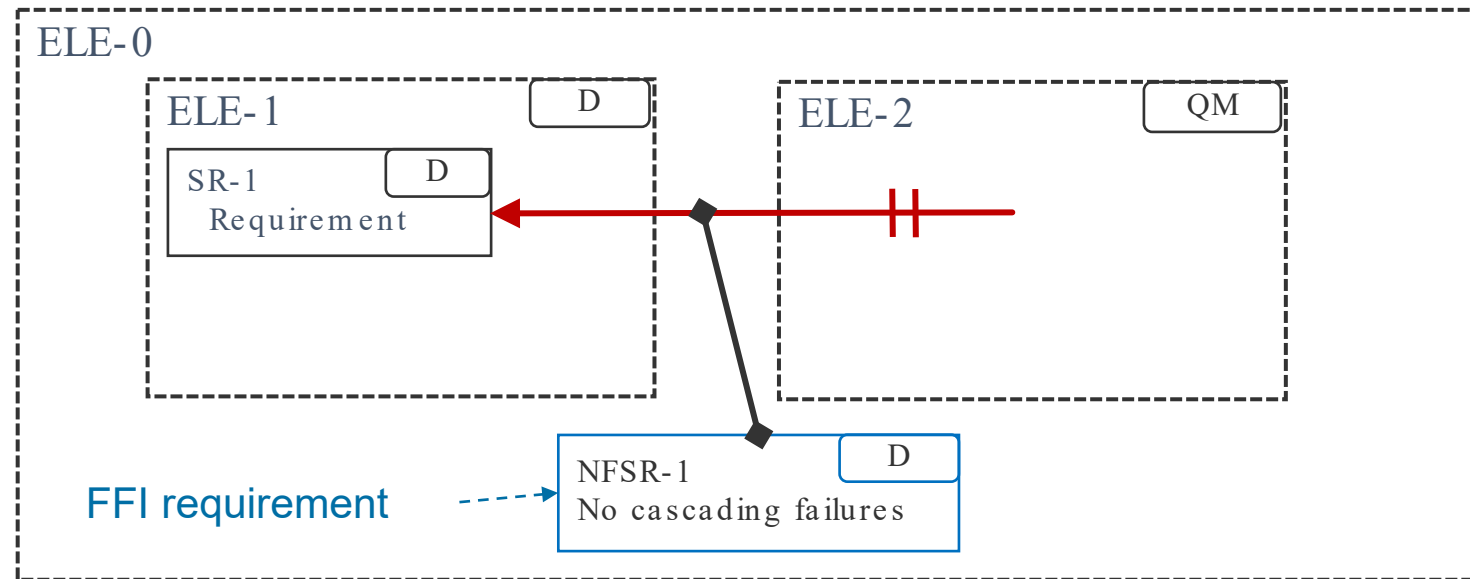 ELE-0
ELE-1
D
ELE-2
QM
SR-1
D
Requirement
NFSR-1
D
No cascading failures
FFI requirement